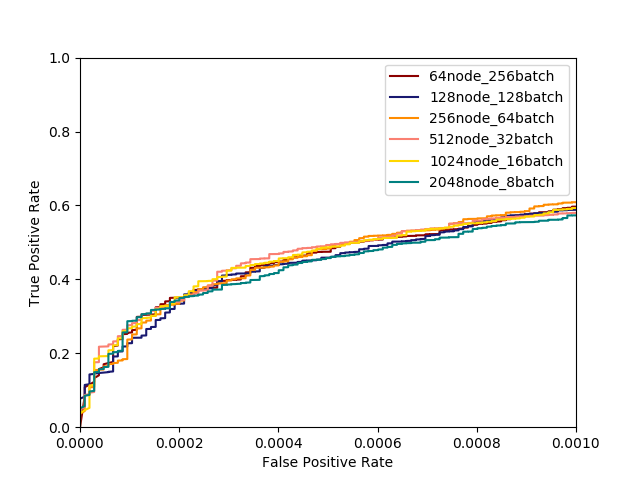 1.0
0.8
0.6
0.4
0.2
0.0
True Positive Rate
64node_256batch
128node_128batch
256node_64batch
512node_32batch
1024node_16batch
2048node_8batch
0.0000 0.0002 0.0004 0.0006 0.0008 0.0010
False Positive Rate